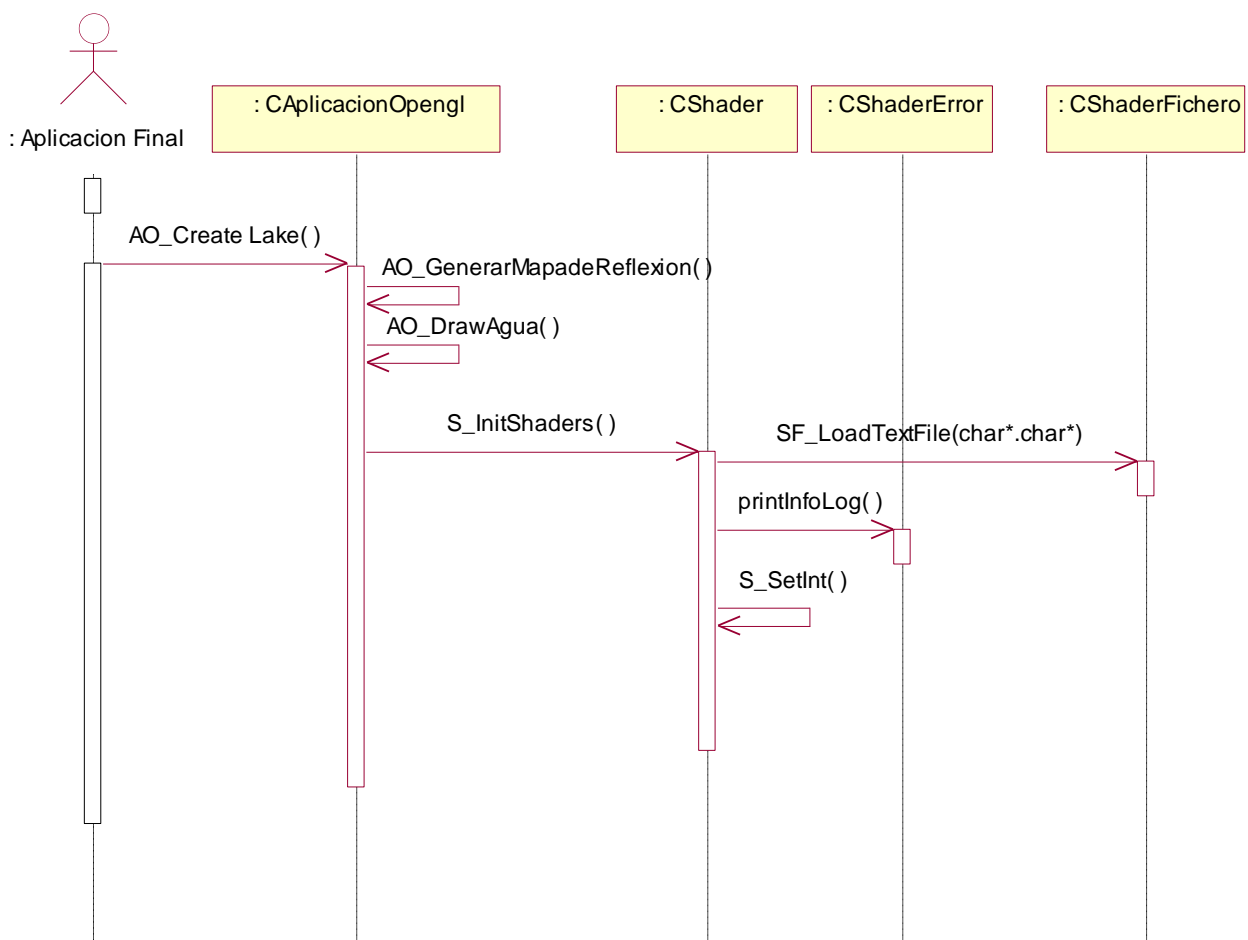 : Aplicacion Final
: CAplicacionOpengl
: CShader
: CShaderError
: CShaderFichero
AO_Create Lake( )
AO_GenerarMapadeReflexion( )
AO_DrawAgua( )
S_InitShaders( )
SF_LoadTextFile(char*.char*)
printInfoLog( )
S_SetInt( )